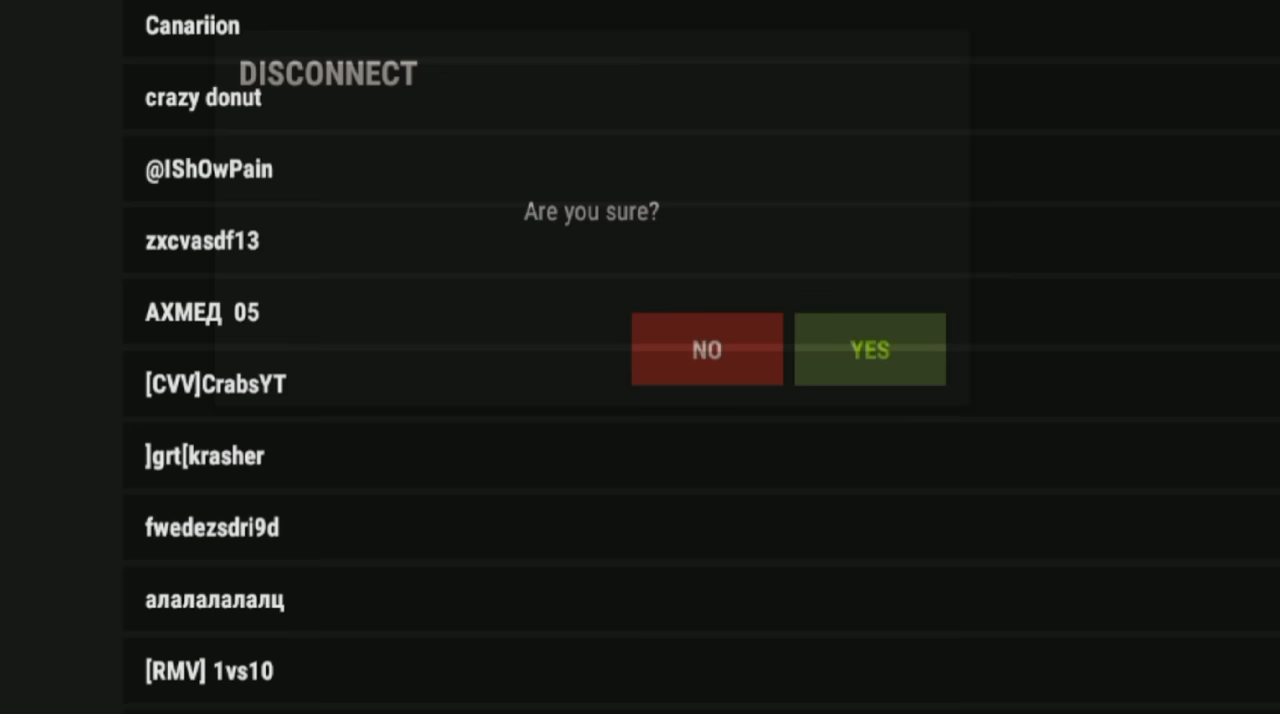 Canariion
DISCONNECT
crazy donut
@IShOwPain
Are you sure?
zxcvasdf13
АХМЕД 05
NO
YES
[CVV]CrabsYT
]grt[krasher
fwedezsdri9d
алалалалалц
[RMV] 1vs10